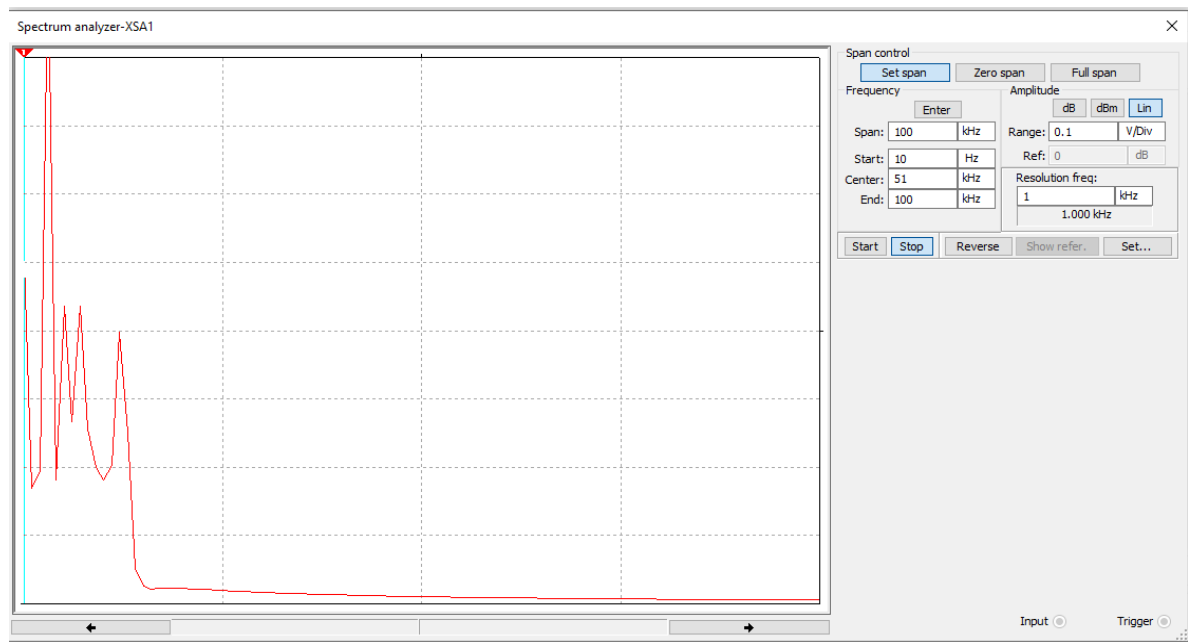 Spectrum analyzer-XSA1
1
Span control
Set span Zero span Full span
Frequency
Enter
Span: 100 kHz
Start: 10 Hz
Center: 51 kHz
End: 100 kHz
Amplitude
dB dBm Lin
Range: 0.1 V/Div
Ref: 0 dB
Resolution freq:
1 kHz
1.000 kHz
Start Stop Reverse Show refer. Set...
Input Trigger